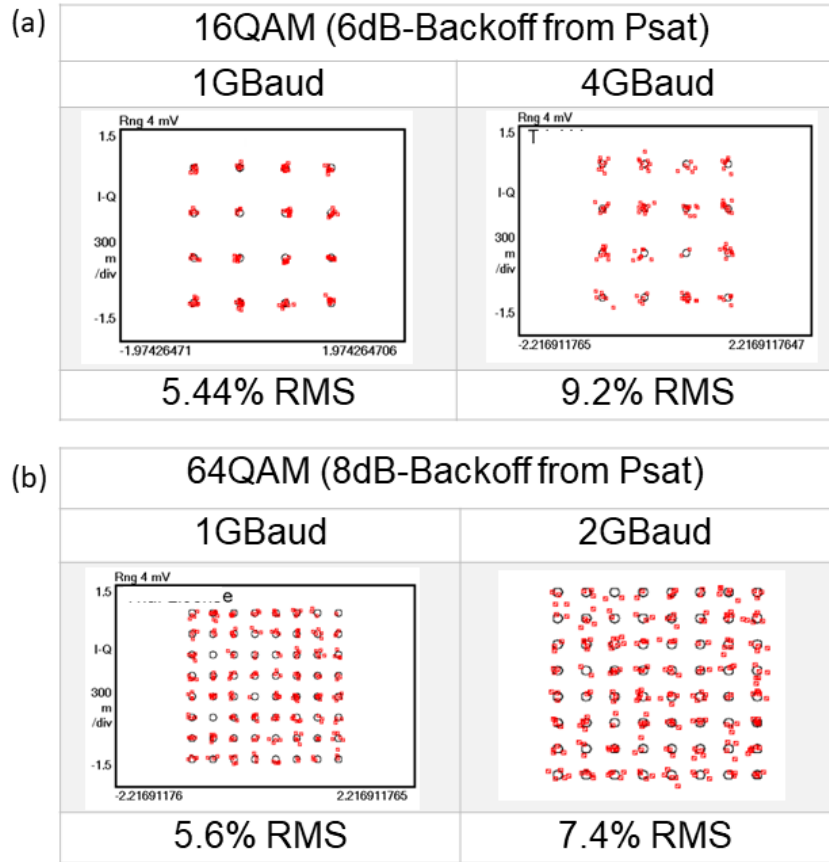 (a)
16QAM (6dB-Backoff from Psat)
1GBaud 4GBaud
Rng 4 mV
1.5
I-Q
300
m
/div
-1.5
-1.97426471 1.974264706
Rng 4 mV
1.5
T
I-Q
300
m
/div
-1.5
-2.216911765 2.2169117647
5.44% RMS 9.2% RMS
(b)
64QAM (8dB-Backoff from Psat)
1GBaud 2GBaud
Rng 4 mV
1.5
e
I-Q
300
m
/div
-1.5
-2.21691176 2.216911765
5.6% RMS 7.4% RMS